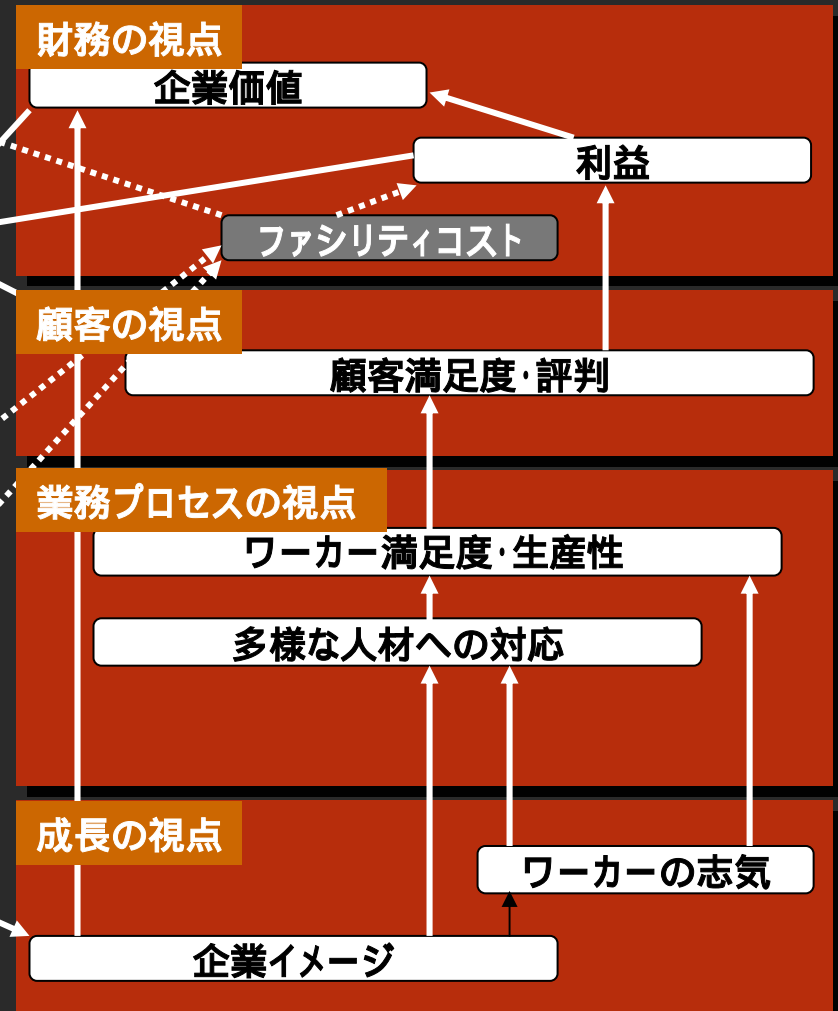 財務の視点
企業価値
利益
ファシリティコスト
顧客の視点
顧客満足度・評判
業務プロセスの視点
ワーカー満足度・生産性
多様な人材への対応
成長の視点
ワーカーの志気
企業イメージ